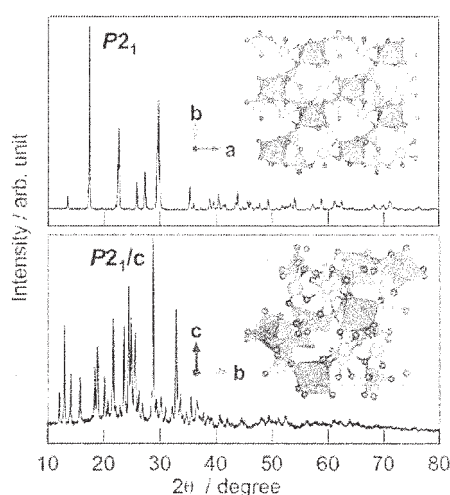 P2₁
b
a
Intensity / arb. unit
P2₁/c
c
b
10 20 30 40 50 60 70 80
2θ / degree